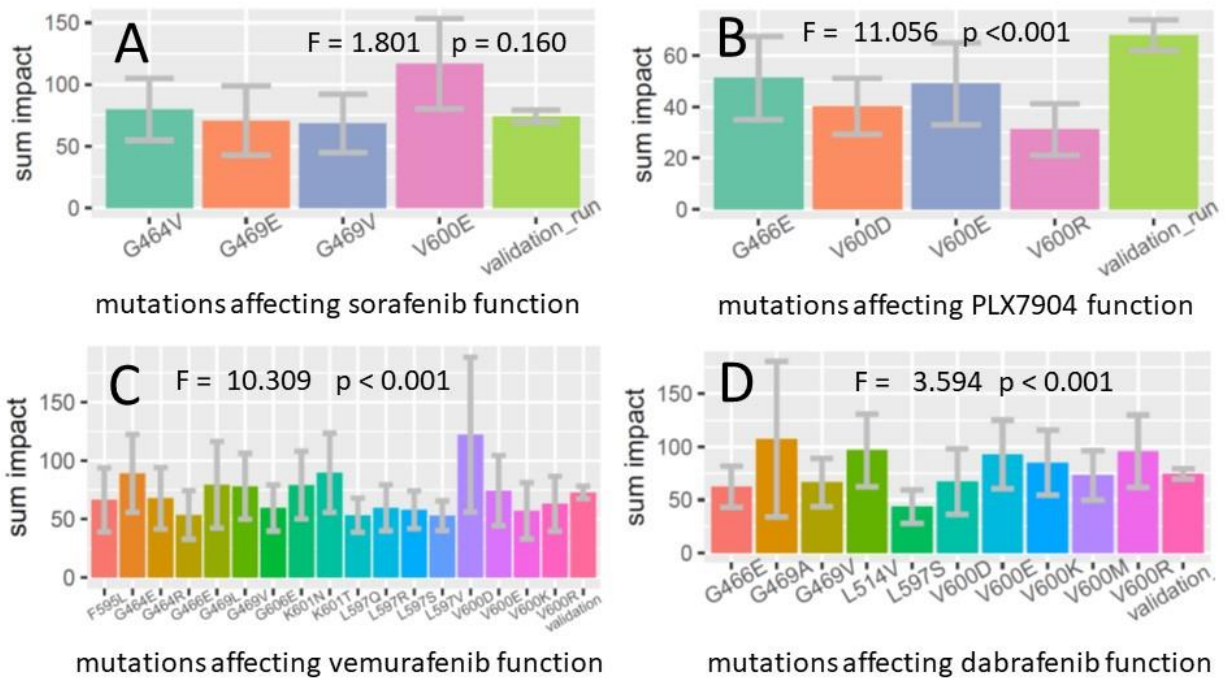 A
F = 1.801 p = 0.160
sum impact
150
100
50
0
G464V
G469E
G469V
V600E
validation_run
mutations affecting sorafenib function
B
F = 11.056 p <0.001
sum impact
60
40
20
0
G466E
V600D
V600E
V600R
validation_run
mutations affecting PLX7904 function
C
F = 10.309 p < 0.001
sum impact
150
100
50
0
F595L
G464E
G464R
G466E
G469L
G469V
G606E
K601N
K601T
L597Q
L597R
L597S
L597V
V600D
V600E
V600K
V600R
validation
mutations affecting vemurafenib function
D
F = 3.594 p < 0.001
sum impact
150
100
50
0
G466E
G469A
G469V
L514V
L597S
V600D
V600E
V600K
V600M
V600R
validation_
mutations affecting dabrafenib function